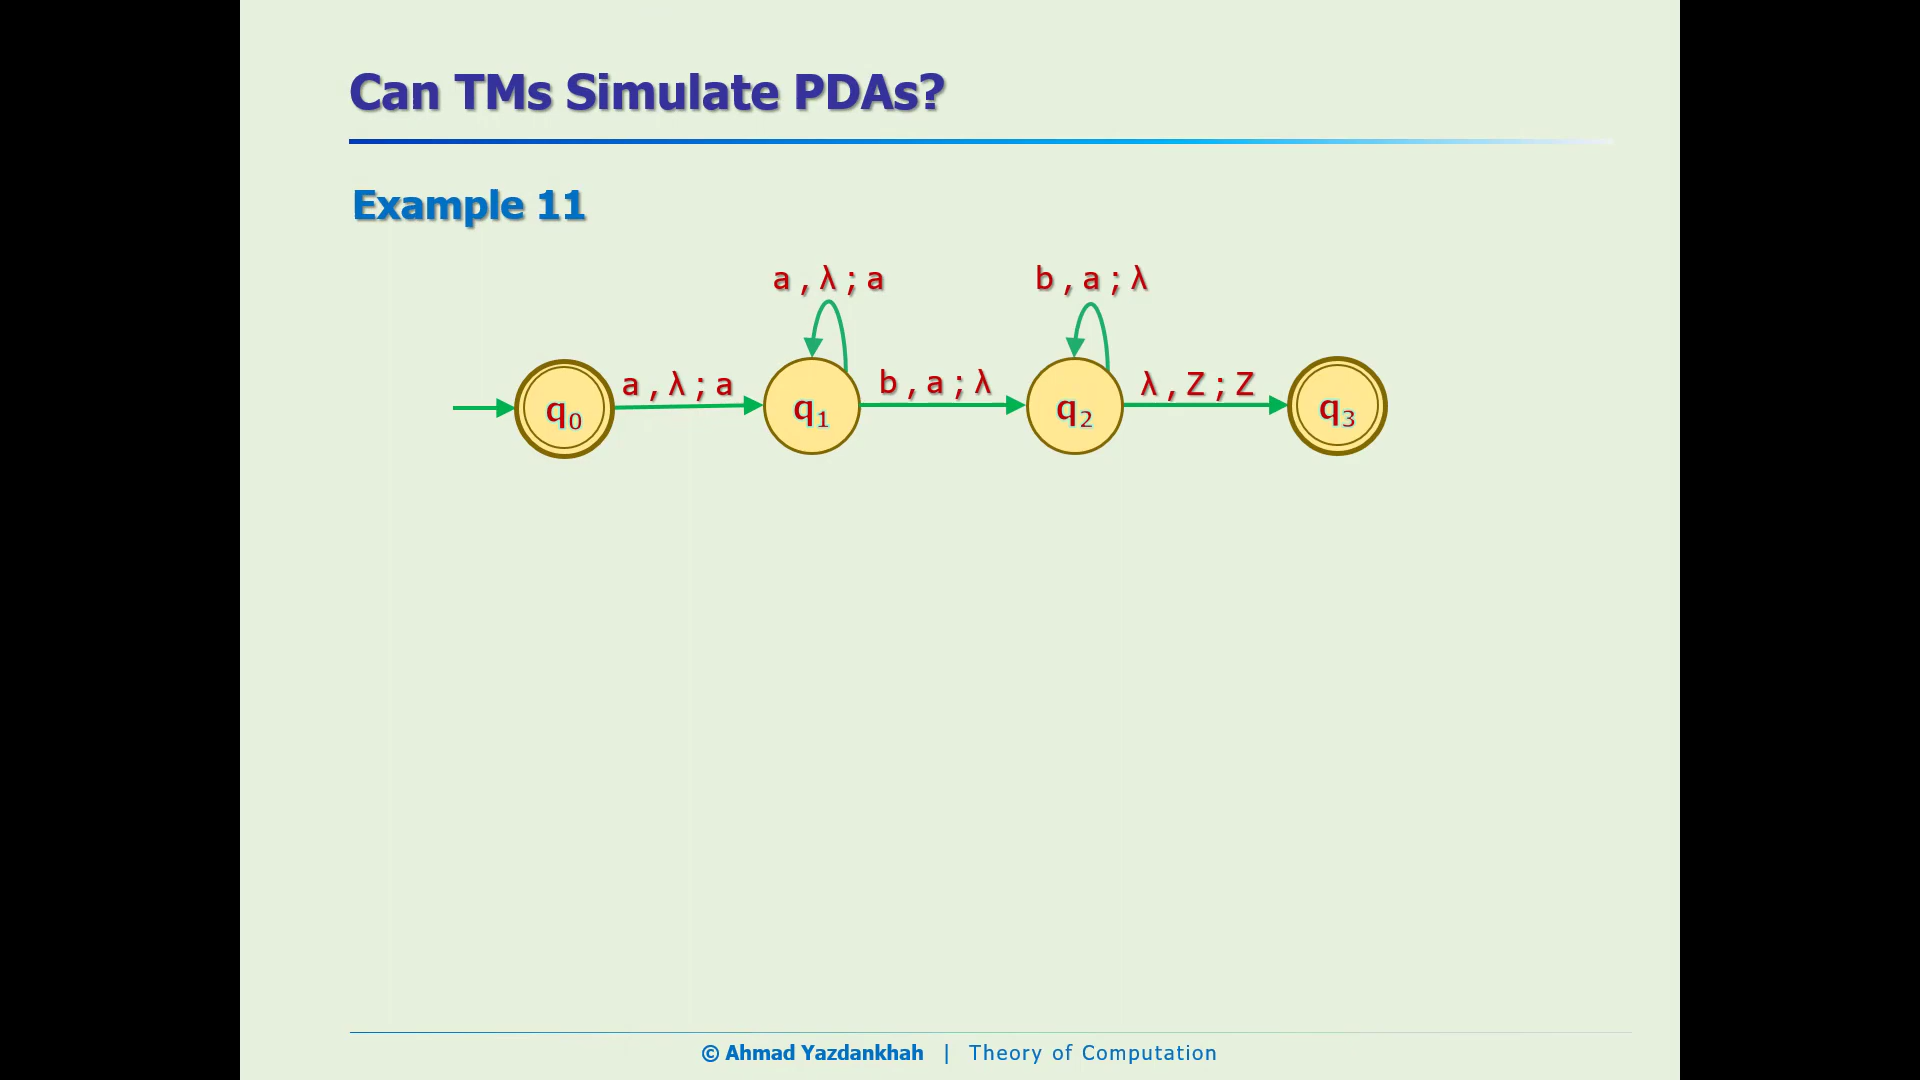 Can TMs Simulate PDAs?
Example 11
a , λ ; a
b , a ; λ
a , λ ; a
b , a ; λ
λ , Z ; Z
q0
q1
q2
q3
© Ahmad Yazdankhah | Theory of Computation